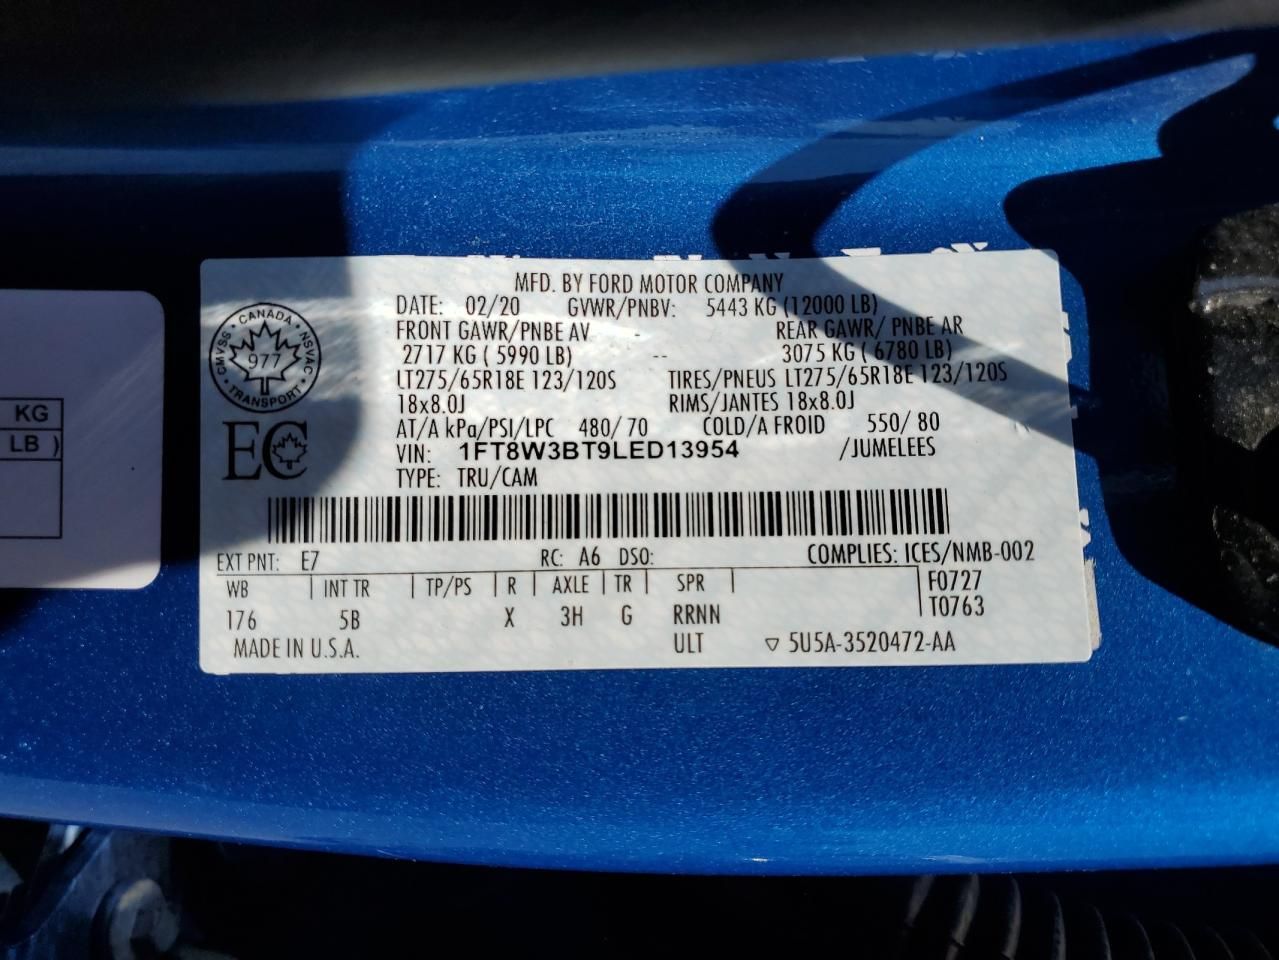 MFD. BY FORD MOTOR COMPANY
DATE: 02/20 GVWR/PNBV: 5443 KG (12000 LB)
FRONT GAWR/PNBE AV - REAR GAWR/ PNBE AR
2717 KG ( 5990 LB) -- 3075 KG ( 6780 LB)
LT275/65R18E 123/120S TIRES/PNEUS LT275/65R18E 123/120S
18x8.0J RIMS/JANTES 18x8.0J
AT/A kPa/PSI/LPC 480/ 70 COLD/A FROID 550/ 80
VIN: 1FT8W3BT9LED13954 /JUMELEES
TYPE: TRU/CAM
CMVSS · CANADA · NSVAC · TRANSPORT
977
EC
KG
LB )
EXT PNT: E7 RC: A6 DSO: COMPLIES: ICES/NMB-002
WB | INT TR | TP/PS | R | AXLE | TR | SPR | F0727
176 5B X 3H G RRNN T0763
MADE IN U.S.A. ULT ▽ 5U5A-3520472-AA